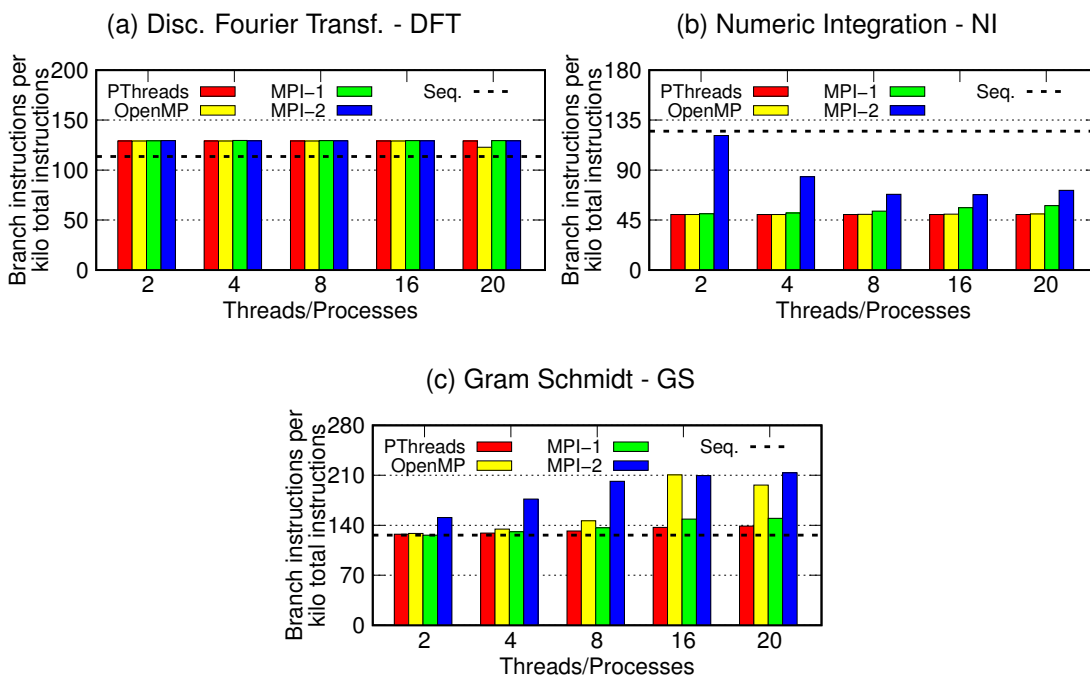 (a) Disc. Fourier Transf. - DFT
Branch instructions per
kilo total instructions
200
150
100
50
0
PThreads
OpenMP
MPI−1
MPI−2
Seq.
2 4 8 16 20
Threads/Processes
(b) Numeric Integration - NI
Branch instructions per
kilo total instructions
180
135
90
45
0
PThreads
OpenMP
MPI−1
MPI−2
Seq.
2 4 8 16 20
Threads/Processes
(c) Gram Schmidt - GS
Branch instructions per
kilo total instructions
280
210
140
70
0
PThreads
OpenMP
MPI−1
MPI−2
Seq.
2 4 8 16 20
Threads/Processes